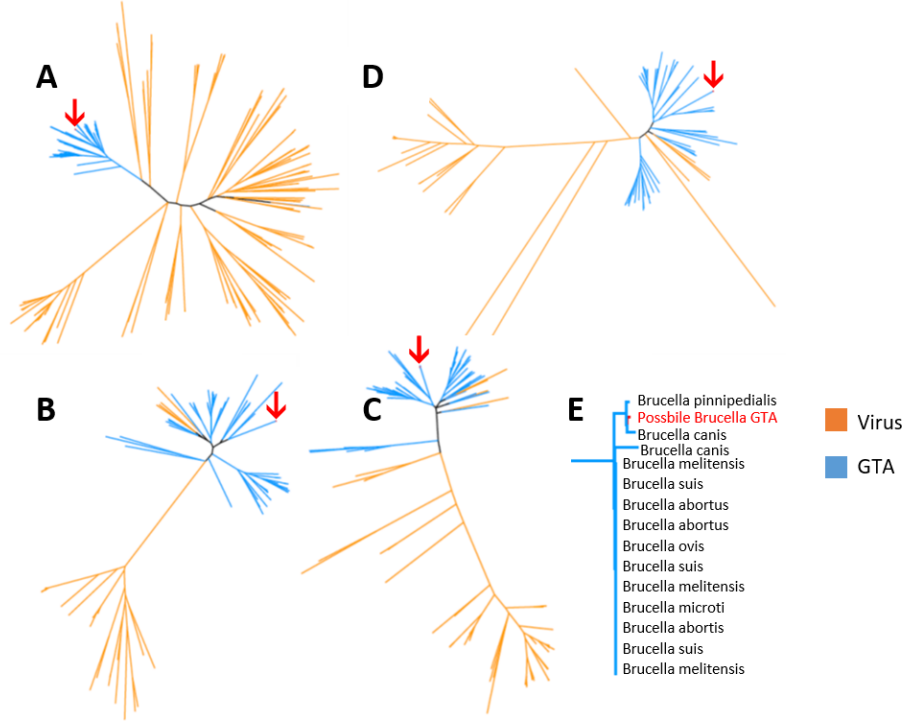 A
D
B
C
E
Brucella pinnipedialis
Possbile Brucella GTA
Brucella canis
Brucella canis
Brucella melitensis
Brucella suis
Brucella abortus
Brucella abortus
Brucella ovis
Brucella suis
Brucella melitensis
Brucella microti
Brucella abortis
Brucella suis
Brucella melitensis
Virus
GTA